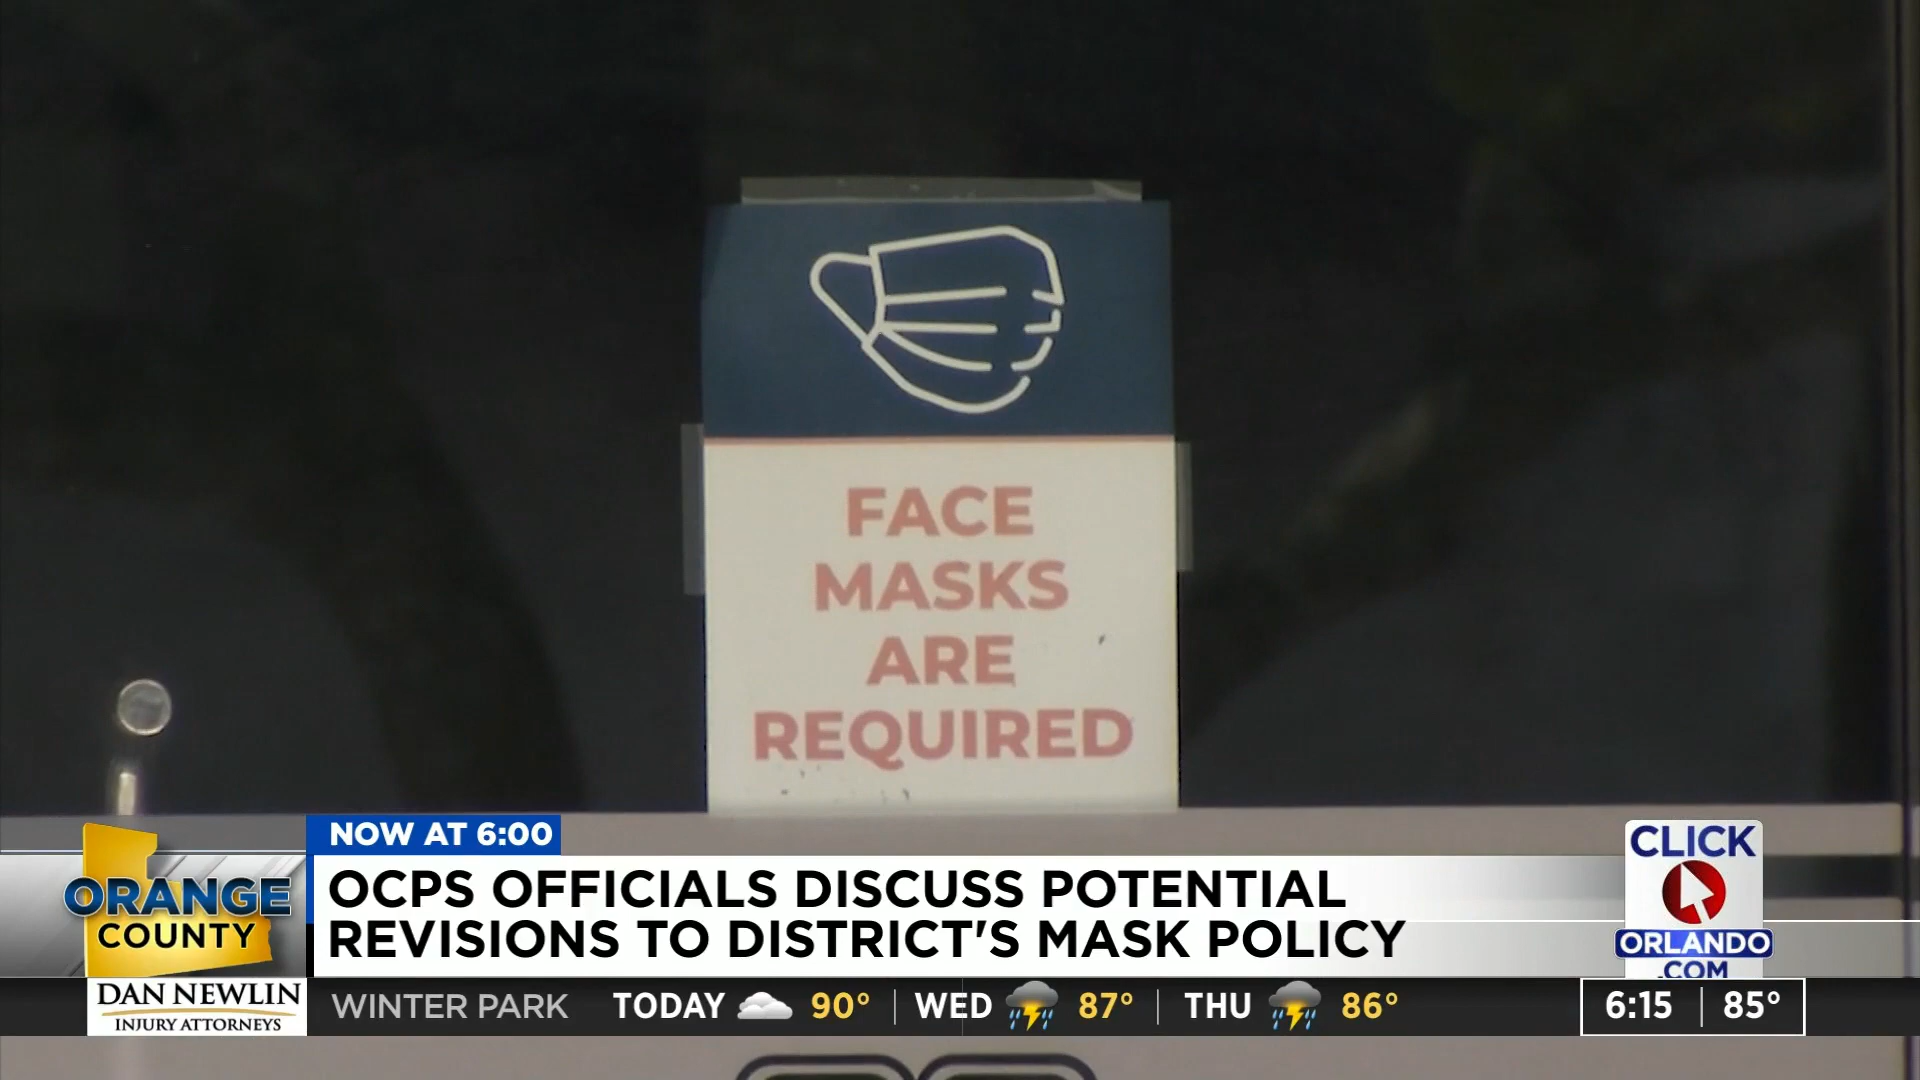 FACE
MASKS
ARE
REQUIRED
NOW AT 6:00
ORANGE
COUNTY
OCPS OFFICIALS DISCUSS POTENTIAL
REVISIONS TO DISTRICT'S MASK POLICY
CLICK
ORLANDO
.COM
DAN NEWLIN
INJURY ATTORNEYS
WINTER PARK TODAY 90° WED 87° THU 86°
6:15 85°